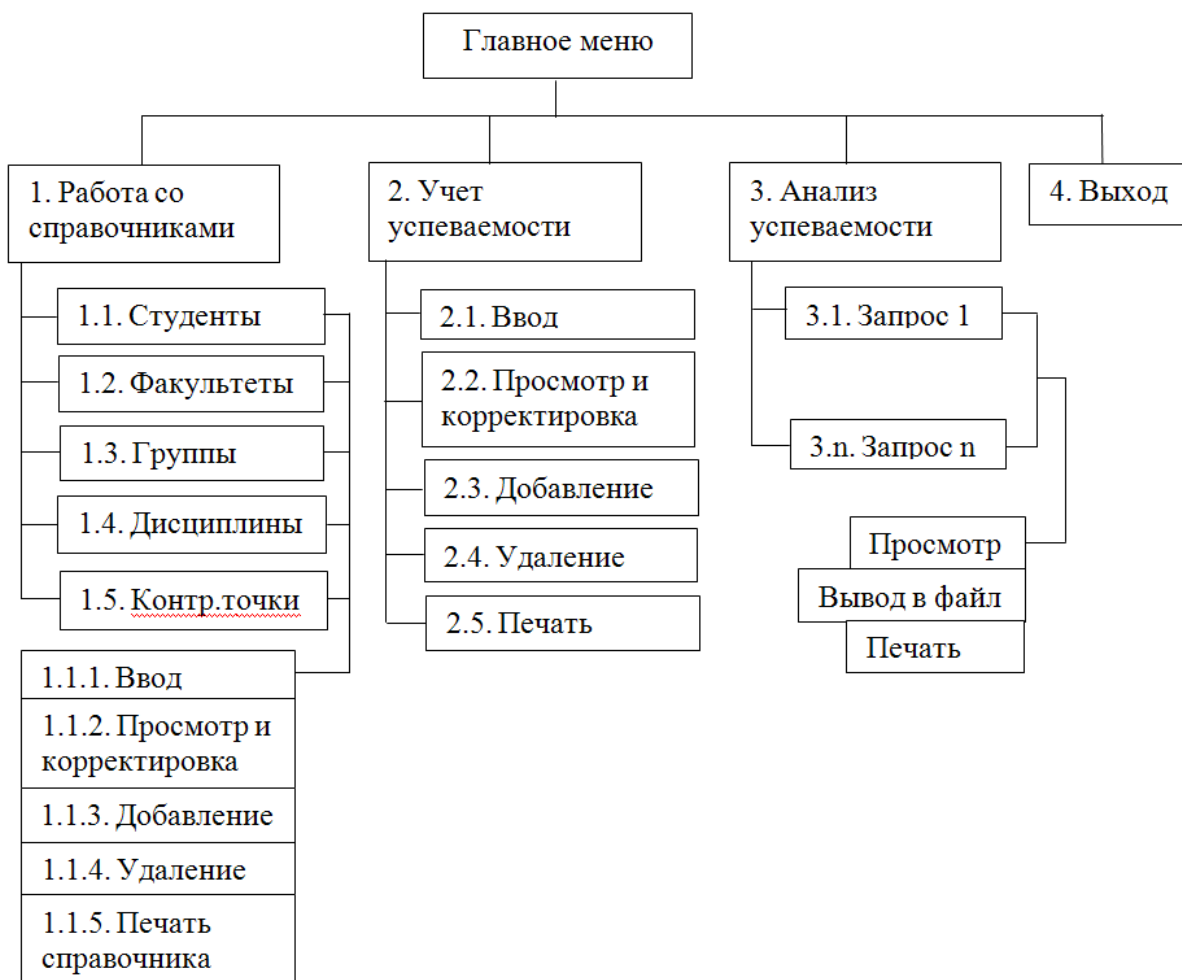 Главное меню
1. Работа со
справочниками
2. Учет
успеваемости
3. Анализ
успеваемости
4. Выход
1.1. Студенты
1.2. Факультеты
1.3. Группы
1.4. Дисциплины
1.5. Контр.точки
1.1.1. Ввод
1.1.2. Просмотр и
корректировка
1.1.3. Добавление
1.1.4. Удаление
1.1.5. Печать
справочника
2.1. Ввод
2.2. Просмотр и
корректировка
2.3. Добавление
2.4. Удаление
2.5. Печать
3.1. Запрос 1
3.n. Запрос n
Просмотр
Вывод в файл
Печать